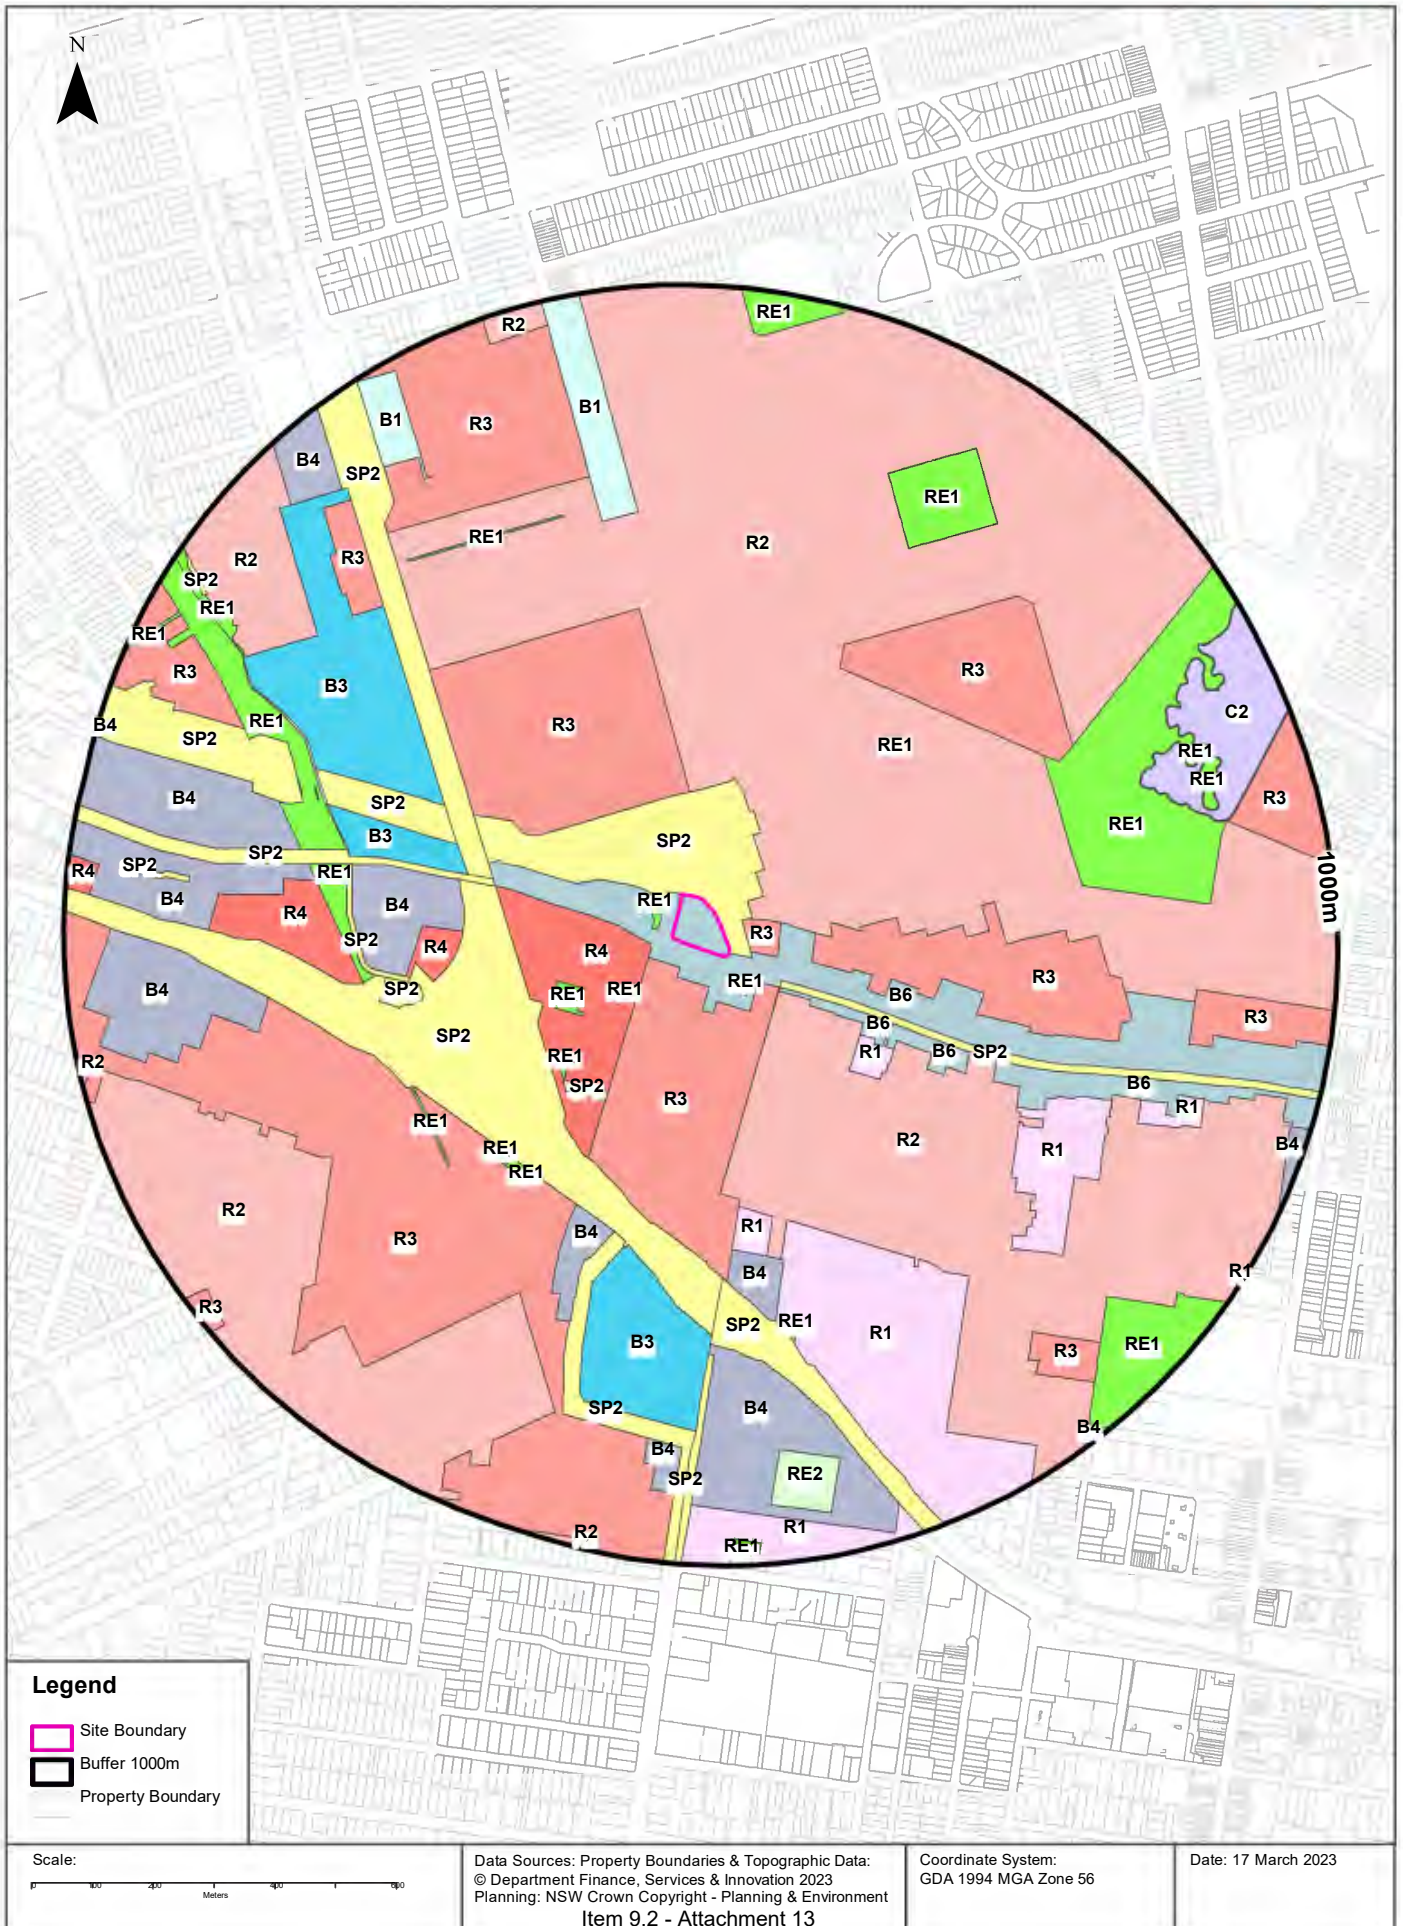 N
R2
RE1
B1
B1
R3
B4
SP2
RE1
RE1
R2
R3
R2
SP2
RE1
RE1
R3
R3
B3
C2
RE1
B4
SP2
R3
RE1
RE1
RE1
R3
B4
SP2
RE1
B3
SP2
SP2
1000m
SP2
R4
RE1
B4
R4
B4
RE1
R3
SP2
R4
R4
RE1
R3
B4
SP2
RE1
RE1
B6
R3
SP2
B6
R1
B6
SP2
R2
RE1
SP2
B6
R3
R1
RE1
R2
R1
B4
RE1
RE1
R2
R3
B4
R1
B4
R1
R3
B3
SP2
RE1
R1
R3
RE1
SP2
B4
B4
B4
SP2
RE2
R2
R1
RE1
Legend
Site Boundary
Buffer 1000m
Property Boundary
Scale:
0 100 200 400 600
Meters
Data Sources: Property Boundaries & Topographic Data:
© Department Finance, Services & Innovation 2023
Planning: NSW Crown Copyright - Planning & Environment
Coordinate System:
GDA 1994 MGA Zone 56
Date: 17 March 2023
Item 9.2 - Attachment 13